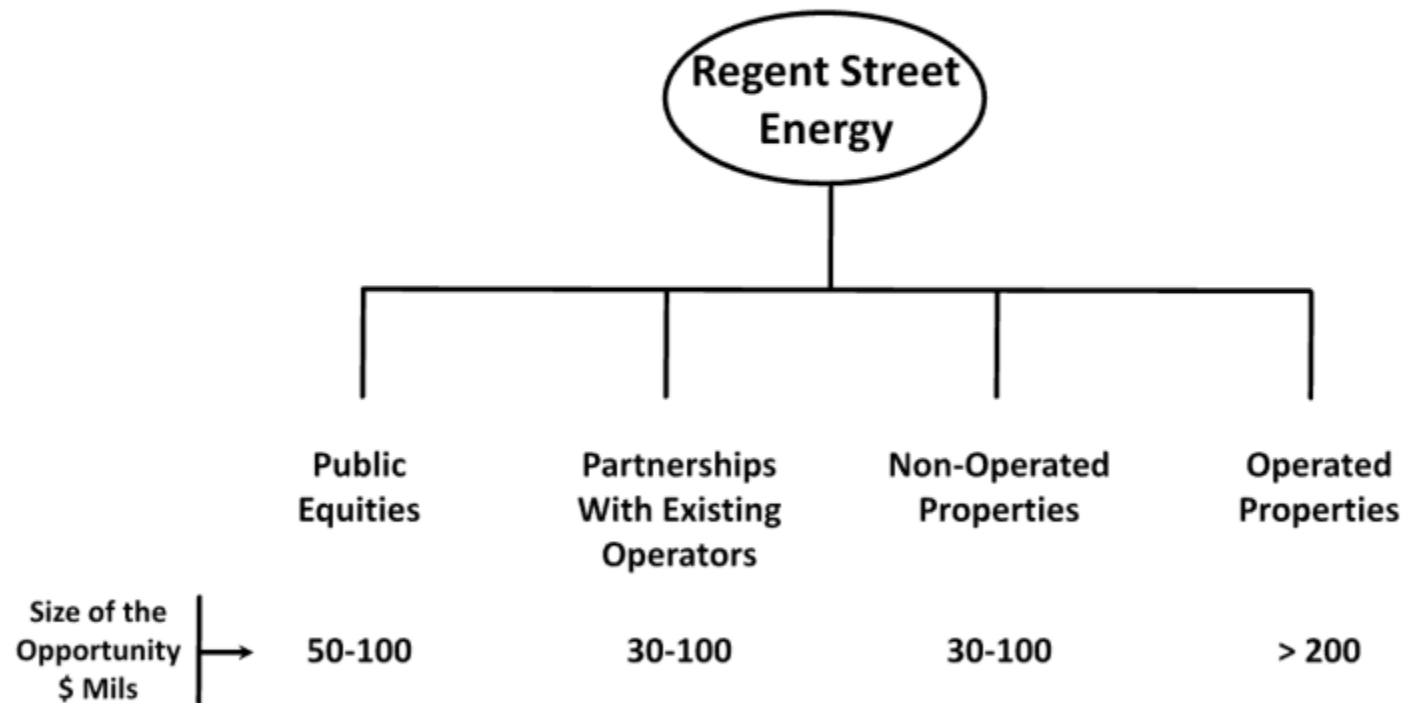 Regent Street
Energy
Public
Equities
Partnerships
With Existing
Operators
Non-Operated
Properties
Operated
Properties
Size of the
Opportunity
$ Mils
50-100
30-100
30-100
> 200